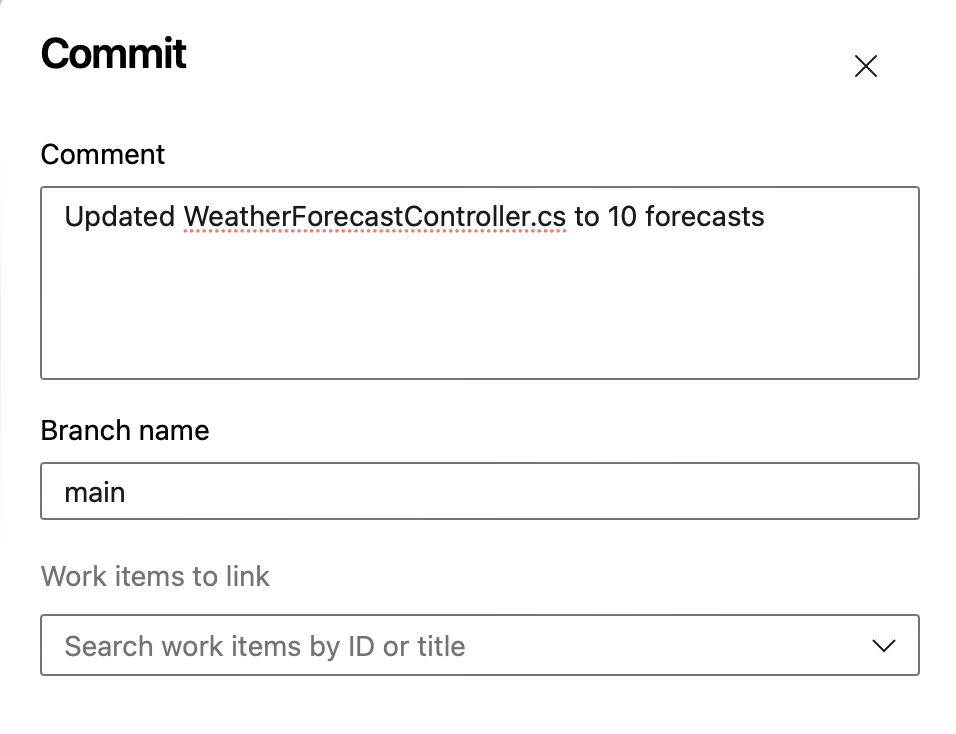 Commit
Comment
Updated WeatherForecastController.cs to 10 forecasts
Branch name
main
Work items to link
Search work items by ID or title